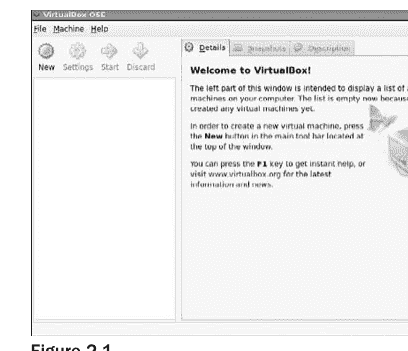 VirtualBox OSE
File Machine Help
New Settings Start Discard
Details Snapshots Description
Welcome to VirtualBox!
The left part of this window is intended to display a list of
machines on your computer. The list is empty now because
created any virtual machines yet.
In order to create a new virtual machine, press
the New button in the main tool bar located at
the top of the window.
You can press the F1 key to get instant help, or
visit www.virtualbox.org for the latest
information and news.
Figure 2.1